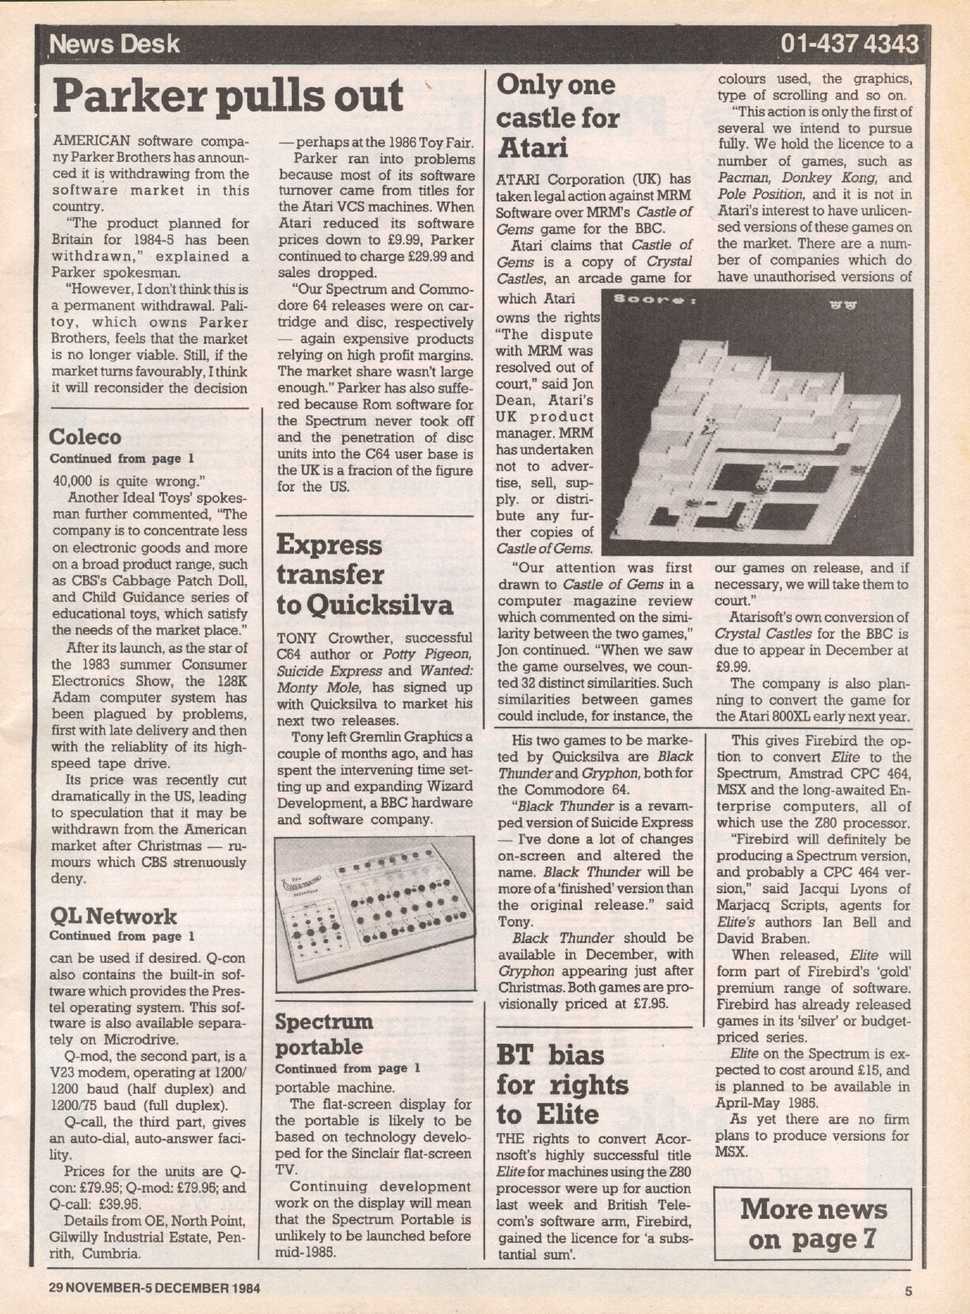 News Desk
01-437 4343
Parker pulls out
AMERICAN software compa-
ny Parker Brothers has announ-
ced it is withdrawing from the
software market in this
country.
"The product planned for
Britain for 1984-5 has been
withdrawn," explained a
Parker spokesman.
"However, I don't think this is
a permanent withdrawal. Pali-
toy, which owns Parker
Brothers, feels that the market
is no longer viable. Still, if the
market turns favourably, I think
it will reconsider the decision
— perhaps at the 1986 Toy Fair.
Parker ran into problems
because most of its software
turnover came from titles for
the Atari VCS machines. When
Atari reduced its software
prices down to £9.99, Parker
continued to charge £29.99 and
sales dropped.
"Our Spectrum and Commo-
dore 64 releases were on car-
tridge and disc, respectively
— again expensive products
relying on high profit margins.
The market share wasn't large
enough." Parker has also suffe-
red because Rom software for
the Spectrum never took off
and the penetration of disc
units into the C64 user base is
the UK is a fracion of the figure
for the US.
Coleco
Continued from page 1
40,000 is quite wrong."
Another Ideal Toys' spokes-
man further commented, "The
company is to concentrate less
on electronic goods and more
on a broad product range, such
as CBS's Cabbage Patch Doll,
and Child Guidance series of
educational toys, which satisfy
the needs of the market place."
After its launch, as the star of
the 1983 summer Consumer
Electronics Show, the 128K
Adam computer system has
been plagued by problems,
first with late delivery and then
with the reliablity of its high-
speed tape drive.
Its price was recently cut
dramatically in the US, leading
to speculation that it may be
withdrawn from the American
market after Christmas — ru-
mours which CBS strenuously
deny.
QL Network
Continued from page 1
can be used if desired. Q-con
also contains the built-in sof-
tware which provides the Pres-
tel operating system. This sof-
tware is also available separa-
tely on Microdrive.
Q-mod, the second part, is a
V23 modem, operating at 1200/
1200 baud (half duplex) and
1200/75 baud (full duplex).
Q-call, the third part, gives
an auto-dial, auto-answer faci-
lity.
Prices for the units are Q-
con: £79.95; Q-mod: £79.95; and
Q-call: £39.95.
Details from OE, North Point,
Gilwilly Industrial Estate, Pen-
rith, Cumbria.
Express
transfer
to Quicksilva
TONY Crowther, successful
C64 author or Potty Pigeon,
Suicide Express and Wanted:
Monty Mole, has signed up
with Quicksilva to market his
next two releases.
Tony left Gremlin Graphics a
couple of months ago, and has
spent the intervening time set-
ting up and expanding Wizard
Development, a BBC hardware
and software company.
His two games to be marke-
ted by Quicksilva are Black
Thunder and Gryphon, both for
the Commodore 64.
"Black Thunder is a revam-
ped version of Suicide Express
— I've done a lot of changes
on-screen and altered the
name. Black Thunder will be
more of a 'finished' version than
the original release." said
Tony.
Black Thunder should be
available in December, with
Gryphon appearing just after
Christmas. Both games are pro-
visionally priced at £7.95.
Spectrum
portable
Continued from page 1
portable machine.
The flat-screen display for
the portable is likely to be
based on technology develo-
ped for the Sinclair flat-screen
TV.
Continuing development
work on the display will mean
that the Spectrum Portable is
unlikely to be launched before
mid-1985.
Only one
castle for
Atari
ATARI Corporation (UK) has
taken legal action against MRM
Software over MRM's Castle of
Gems game for the BBC.
Atari claims that Castle of
Gems is a copy of Crystal
Castles, an arcade game for
which Atari
owns the rights
"The dispute
with MRM was
resolved out of
court," said Jon
Dean, Atari's
UK product
manager. MRM
has undertaken
not to adver-
tise, sell, sup-
ply. or distri-
bute any fur-
ther copies of
Castle of Gems.
"Our attention was first
drawn to Castle of Gems in a
computer magazine review
which commented on the simi-
larity between the two games,"
Jon continued. "When we saw
the game ourselves, we coun-
ted 32 distinct similarities. Such
similarities between games
could include, for instance, the
colours used, the graphics,
type of scrolling and so on.
"This action is only the first of
several we intend to pursue
fully. We hold the licence to a
number of games, such as
Pacman, Donkey Kong, and
Pole Position, and it is not in
Atari's interest to have unlicen-
sed versions of these games on
the market. There are a num-
ber of companies which do
have unauthorised versions of
Score:
our games on release, and if
necessary, we will take them to
court."
Atarisoft's own conversion of
Crystal Castles for the BBC is
due to appear in December at
£9.99.
The company is also plan-
ning to convert the game for
the Atari 800XL early next year.
BT bias
for rights
to Elite
THE rights to convert Acor-
nsoft's highly successful title
Elite for machines using the Z80
processor were up for auction
last week and British Tele-
com's software arm, Firebird,
gained the licence for 'a subs-
tantial sum'.
This gives Firebird the op-
tion to convert Elite to the
Spectrum, Amstrad CPC 464,
MSX and the long-awaited En-
terprise computers, all of
which use the Z80 processor.
"Firebird will definitely be
producing a Spectrum version,
and probably a CPC 464 ver-
sion," said Jacqui Lyons of
Marjacq Scripts, agents for
Elite's authors Ian Bell and
David Braben.
When released, Elite will
form part of Firebird's 'gold'
premium range of software.
Firebird has already released
games in its 'silver' or budget-
priced series.
Elite on the Spectrum is ex-
pected to cost around £15, and
is planned to be available in
April-May 1985.
As yet there are no firm
plans to produce versions for
MSX.
More news
on page 7
29 NOVEMBER-5 DECEMBER 1984
5